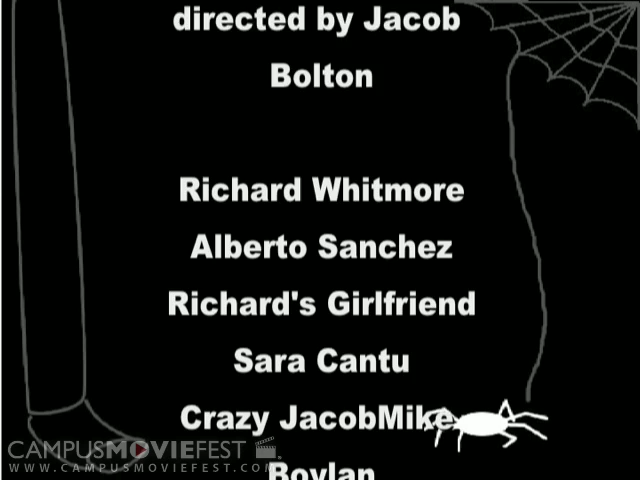 directed by Jacob
Bolton
Richard Whitmore
Alberto Sanchez
Richard's Girlfriend
Sara Cantu
Crazy JacobMike
Boylan
CAMPUSMOVIEFEST
WWW.CAMPUSMOVIEFEST.COM